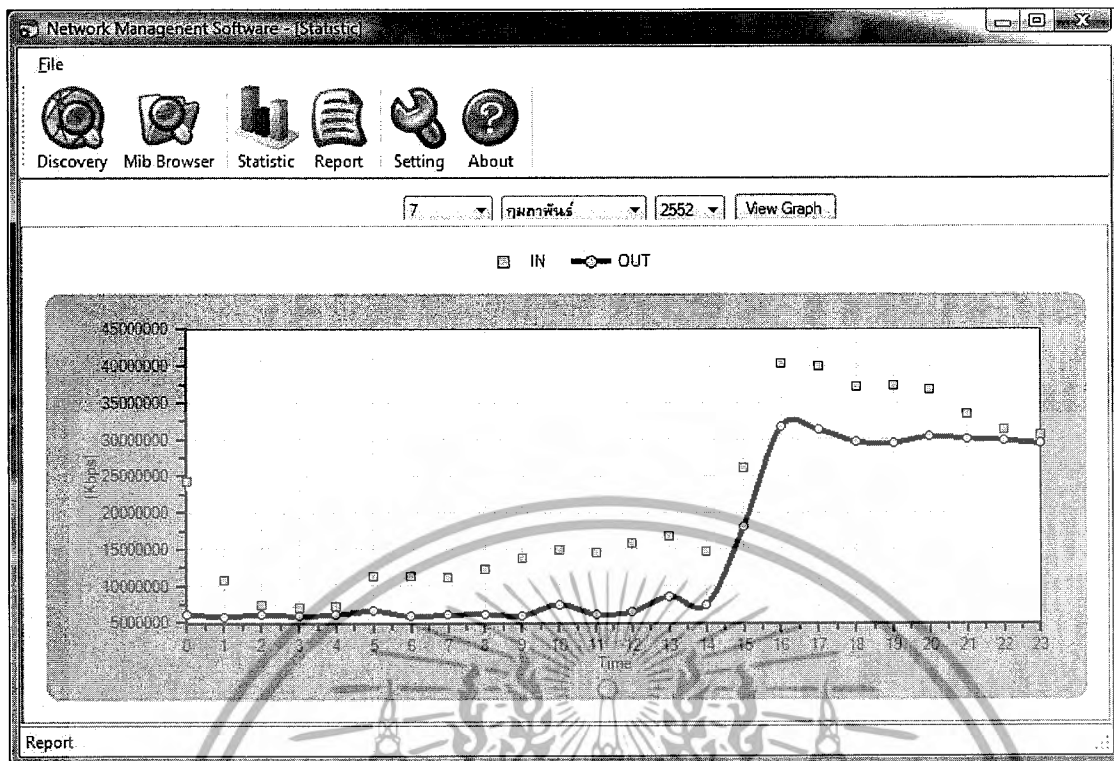 Network Managenent Software - [Statistic]
File
Discovery Mib Browser Statistic Report Setting About
7 กุมภาพันธ์ 2552 View Graph
IN OUT
45000000
40000000
35000000
30000000
25000000
20000000
15000000
10000000
5000000
[Kbps]
0 1 2 3 4 5 6 7 8 9 10 11 12 13 14 15 16 17 18 19 20 21 22 23
Time
Report